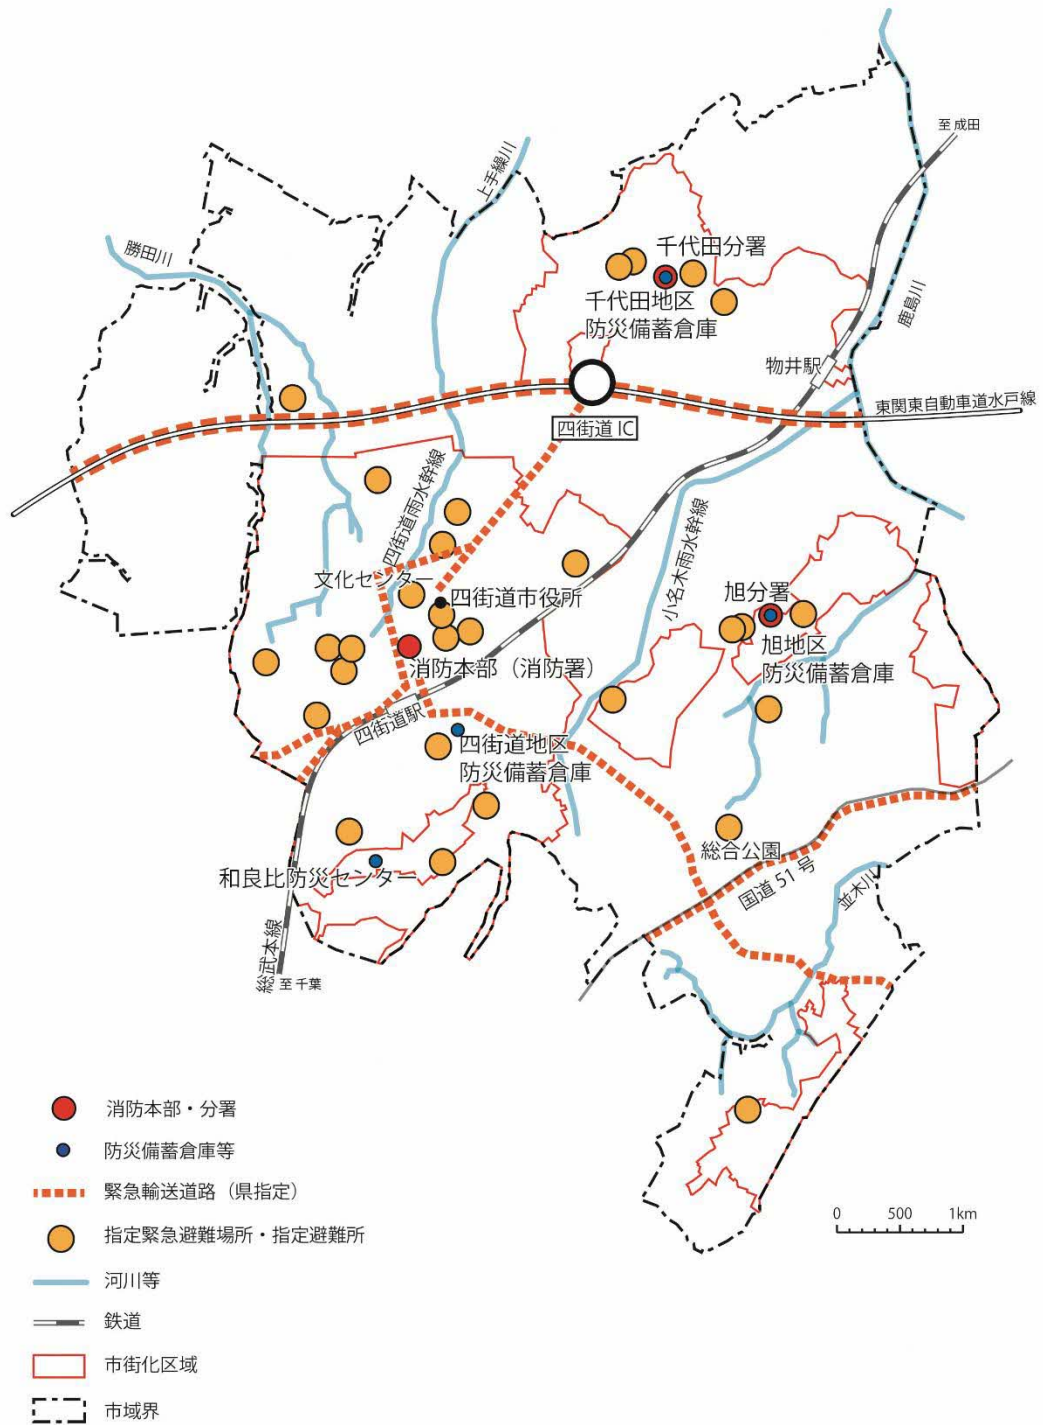 至 成田
上手繰川
勝田川
千代田分署
千代田地区
防災備蓄倉庫
鹿島川
物井駅
東関東自動車道水戸線
四街道 IC
四街道雨水幹線
小名木雨水幹線
文化センター
四街道市役所
旭分署
消防本部（消防署）
旭地区
防災備蓄倉庫
四街道駅
四街道地区
防災備蓄倉庫
総合公園
国道 51 号
並木川
和良比防災センター
総武本線
至 千葉
消防本部・分署
防災備蓄倉庫等
緊急輸送道路（県指定）
指定緊急避難場所・指定避難所
河川等
鉄道
市街化区域
市域界
0 500 1km